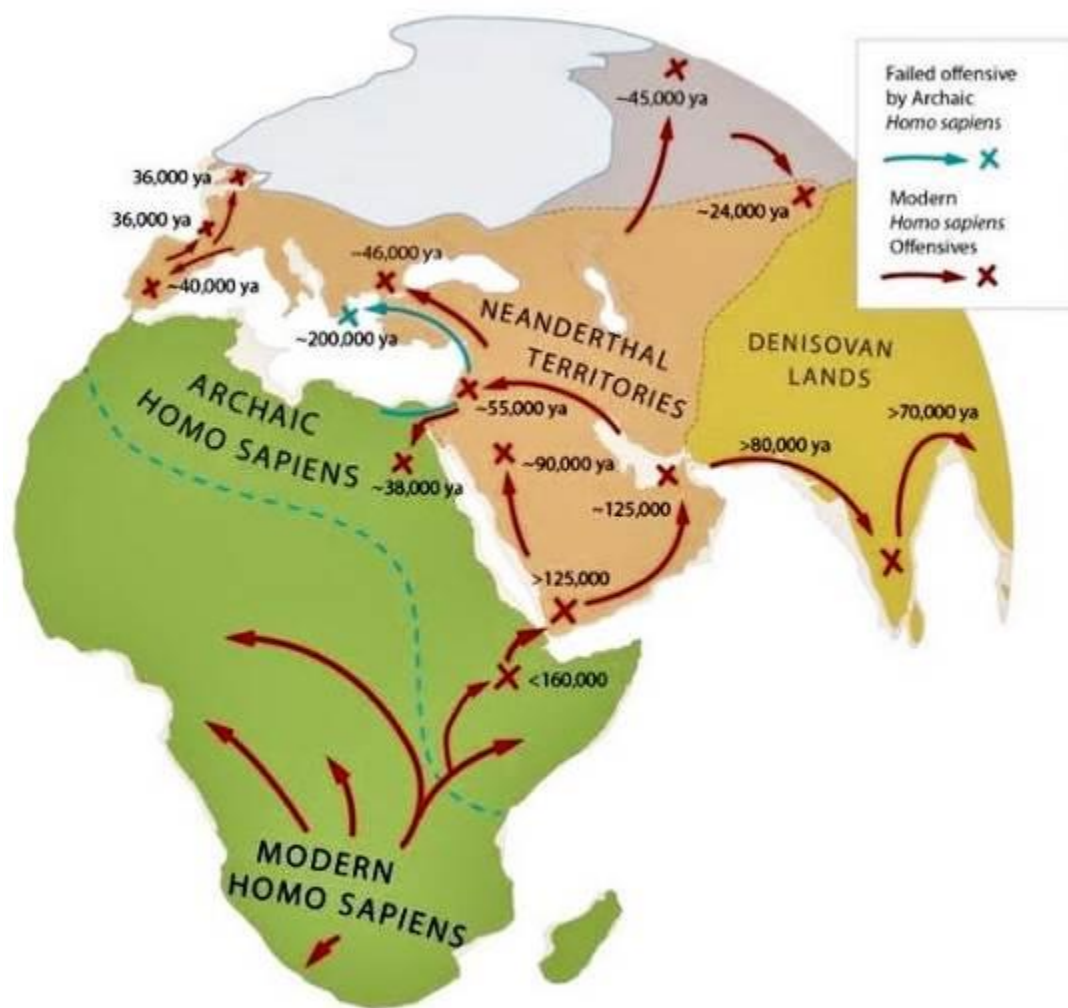 Failed offensive
by Archaic
Homo sapiens
Modern
Homo sapiens
Offensives
~45,000 ya
~24,000 ya
36,000 ya
36,000 ya
~40,000 ya
~46,000 ya
~200,000 ya
NEANDERTHAL
TERRITORIES
DENISOVAN
LANDS
ARCHAIC
HOMO SAPIENS
~55,000 ya
>70,000 ya
>80,000 ya
~90,000 ya
~38,000 ya
~125,000
>125,000
<160,000
MODERN
HOMO SAPIENS